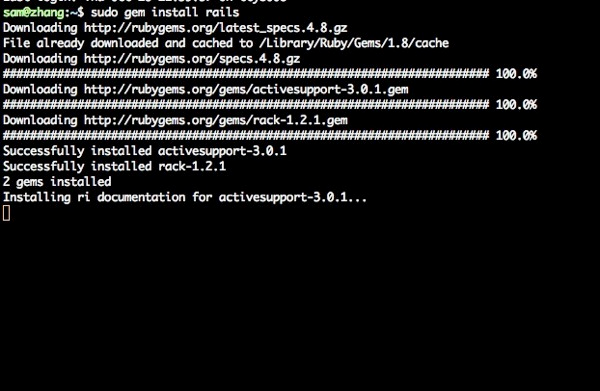 sam@zhang:~$ sudo gem install rails
Downloading http://rubygems.org/latest_specs.4.8.gz
File already downloaded and cached to /Library/Ruby/Gems/1.8/cache
Downloading http://rubygems.org/specs.4.8.gz
######################################################################## 100.0%
Downloading http://rubygems.org/gems/activesupport-3.0.1.gem
######################################################################## 100.0%
Downloading http://rubygems.org/gems/rack-1.2.1.gem
######################################################################## 100.0%
Successfully installed activesupport-3.0.1
Successfully installed rack-1.2.1
2 gems installed
Installing ri documentation for activesupport-3.0.1...